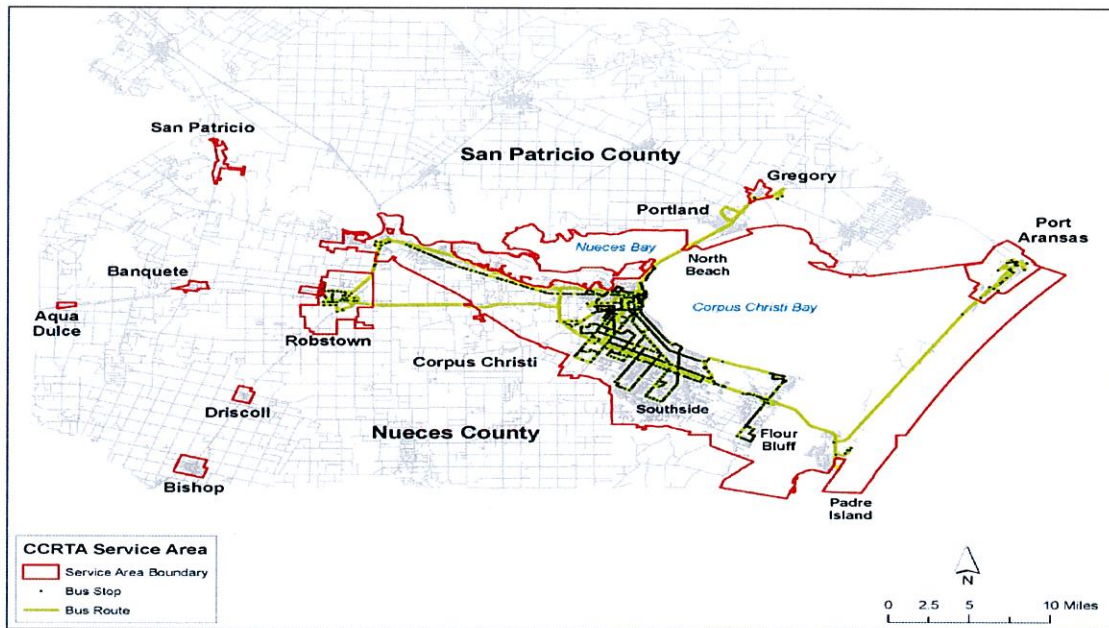 San Patricio
San Patricio County
Gregory
Portland
Port
Aransas
Nueces Bay
North
Beach
Banquete
Corpus Christi Bay
Aqua
Dulce
Robstown
Corpus Christi
Driscoll
Southside
Nueces County
Flour
Bluff
Bishop
Padre
Island
CCRTA Service Area
Service Area Boundary
Bus Stop
Bus Route
N
0 2.5 5 10 Miles